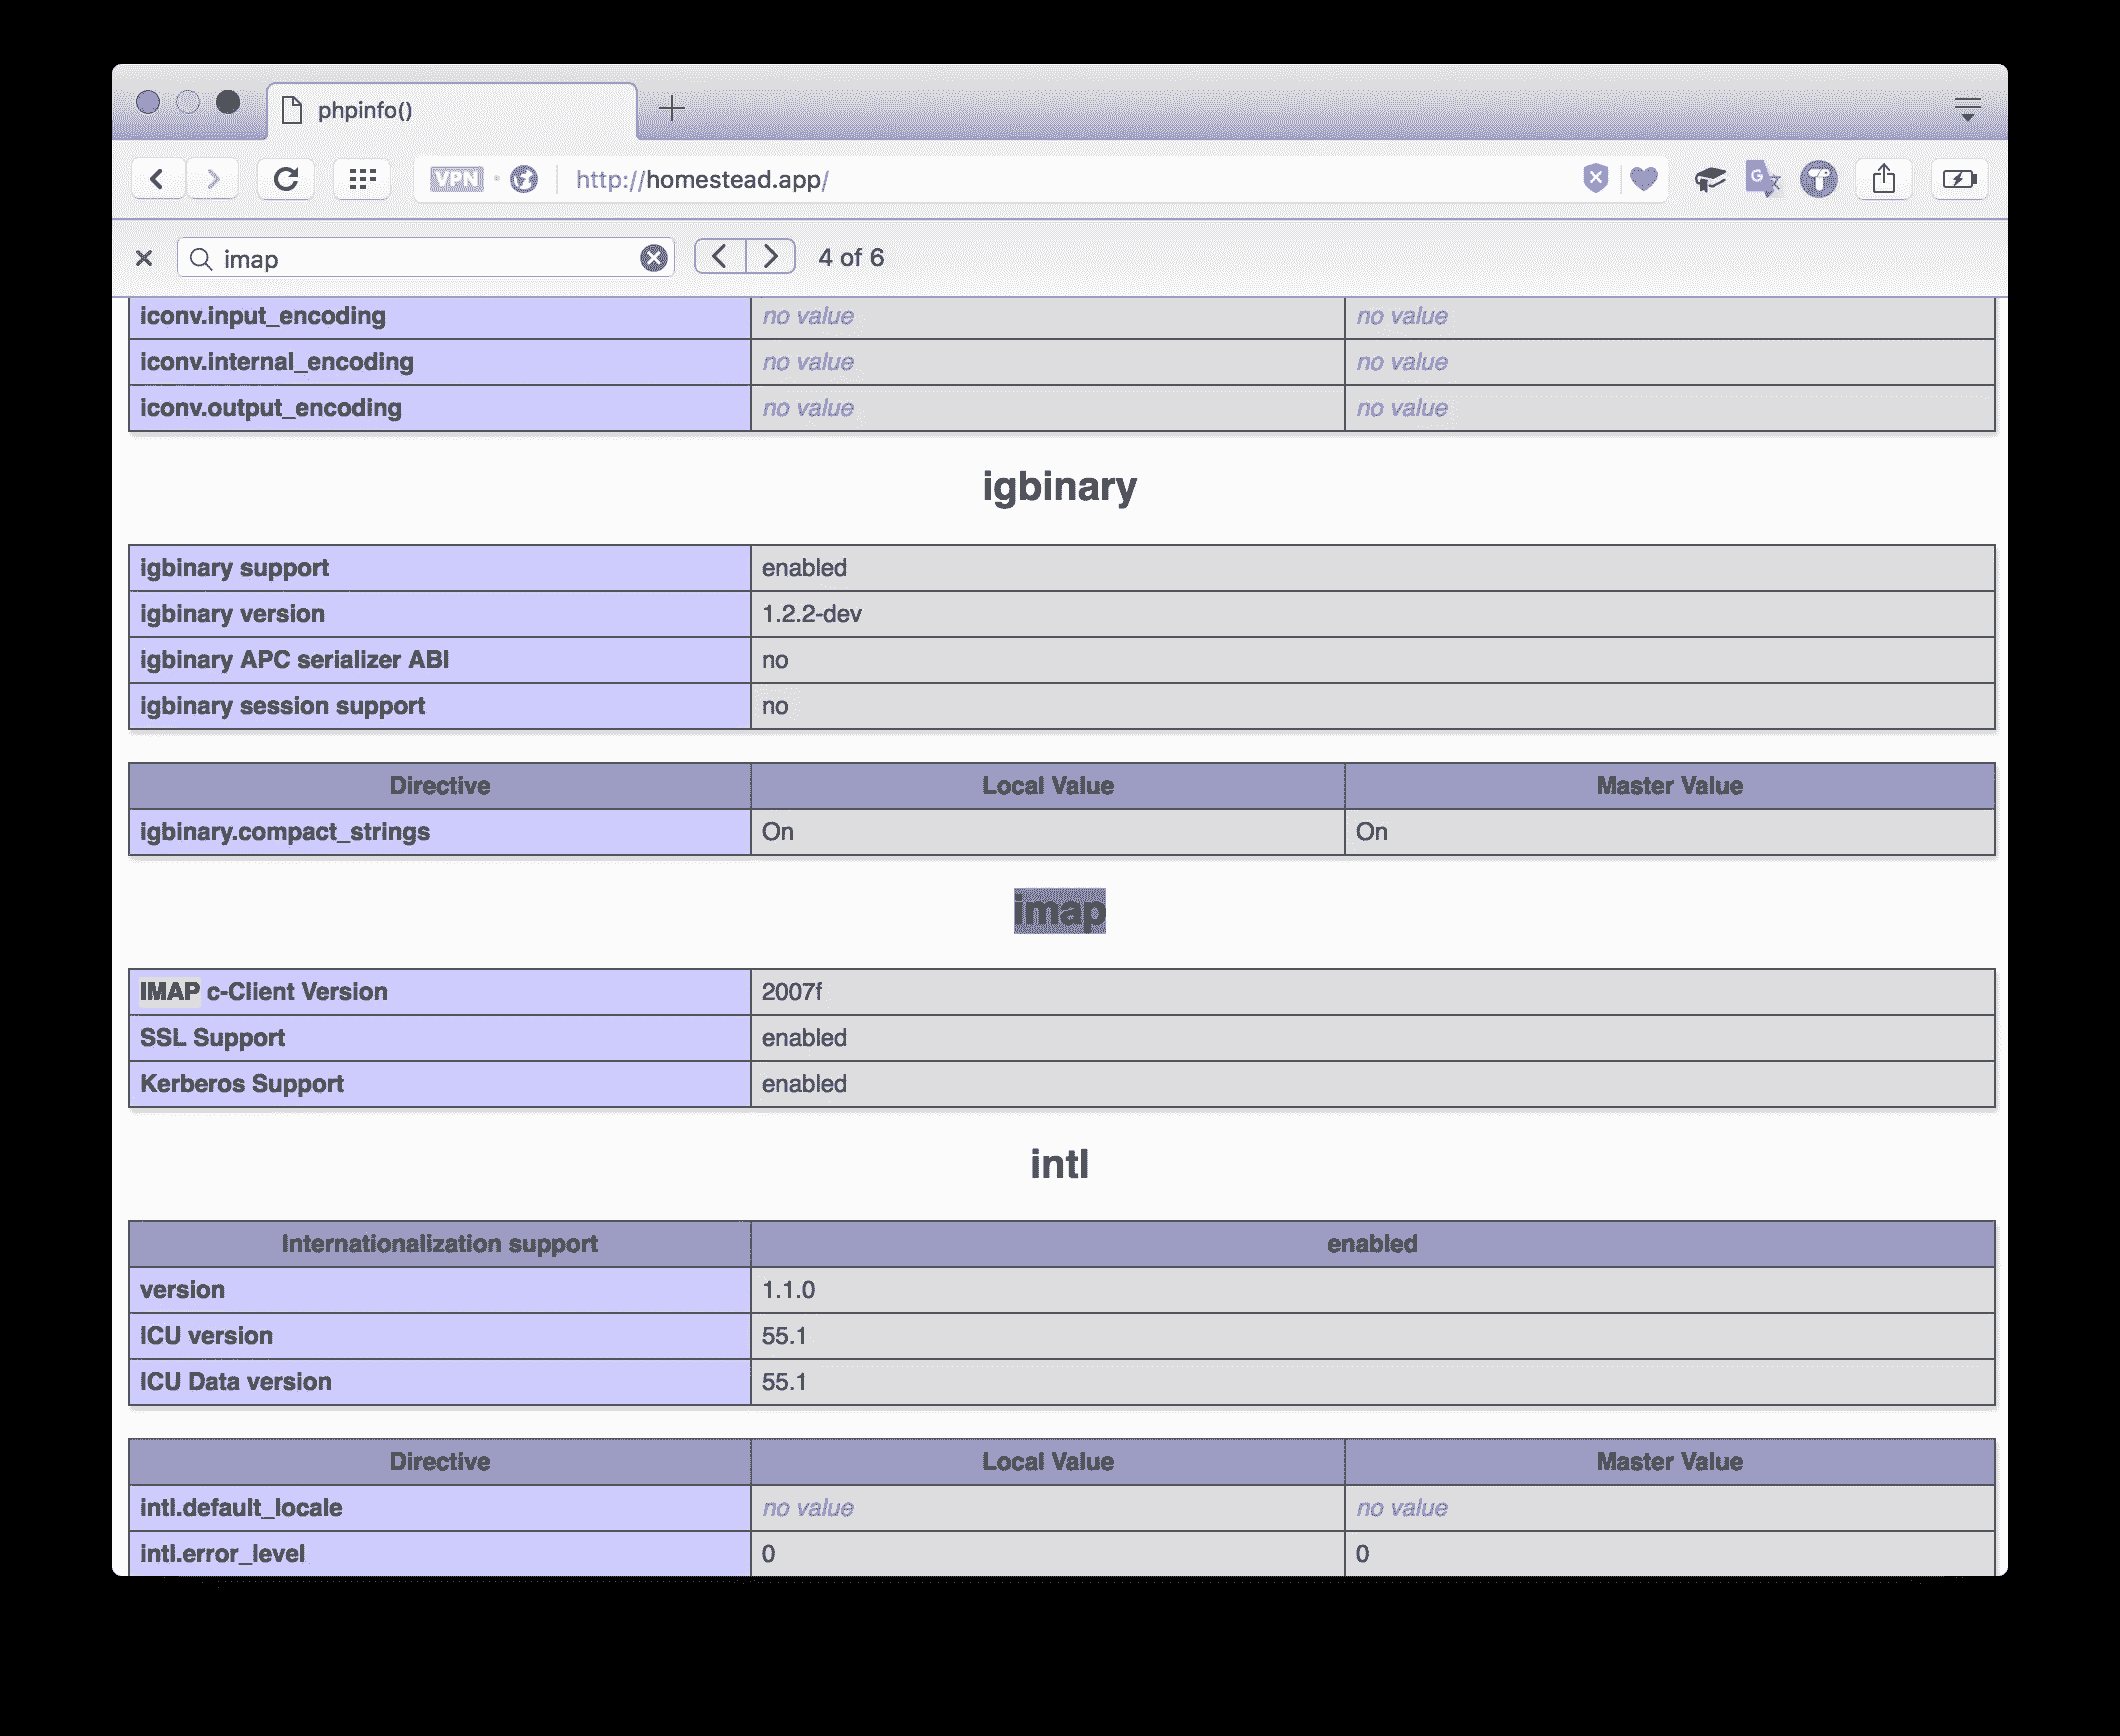 phpinfo()
VPN http://homestead.app/
imap 4 of 6
iconv.input_encoding no value no value
iconv.internal_encoding no value no value
iconv.output_encoding no value no value
igbinary
igbinary support enabled
igbinary version 1.2.2-dev
igbinary APC serializer ABI no
igbinary session support no
Directive Local Value Master Value
igbinary.compact_strings On On
imap
IMAP c-Client Version 2007f
SSL Support enabled
Kerberos Support enabled
intl
Internationalization support enabled
version 1.1.0
ICU version 55.1
ICU Data version 55.1
Directive Local Value Master Value
intl.default_locale no value no value
intl.error_level 0 0